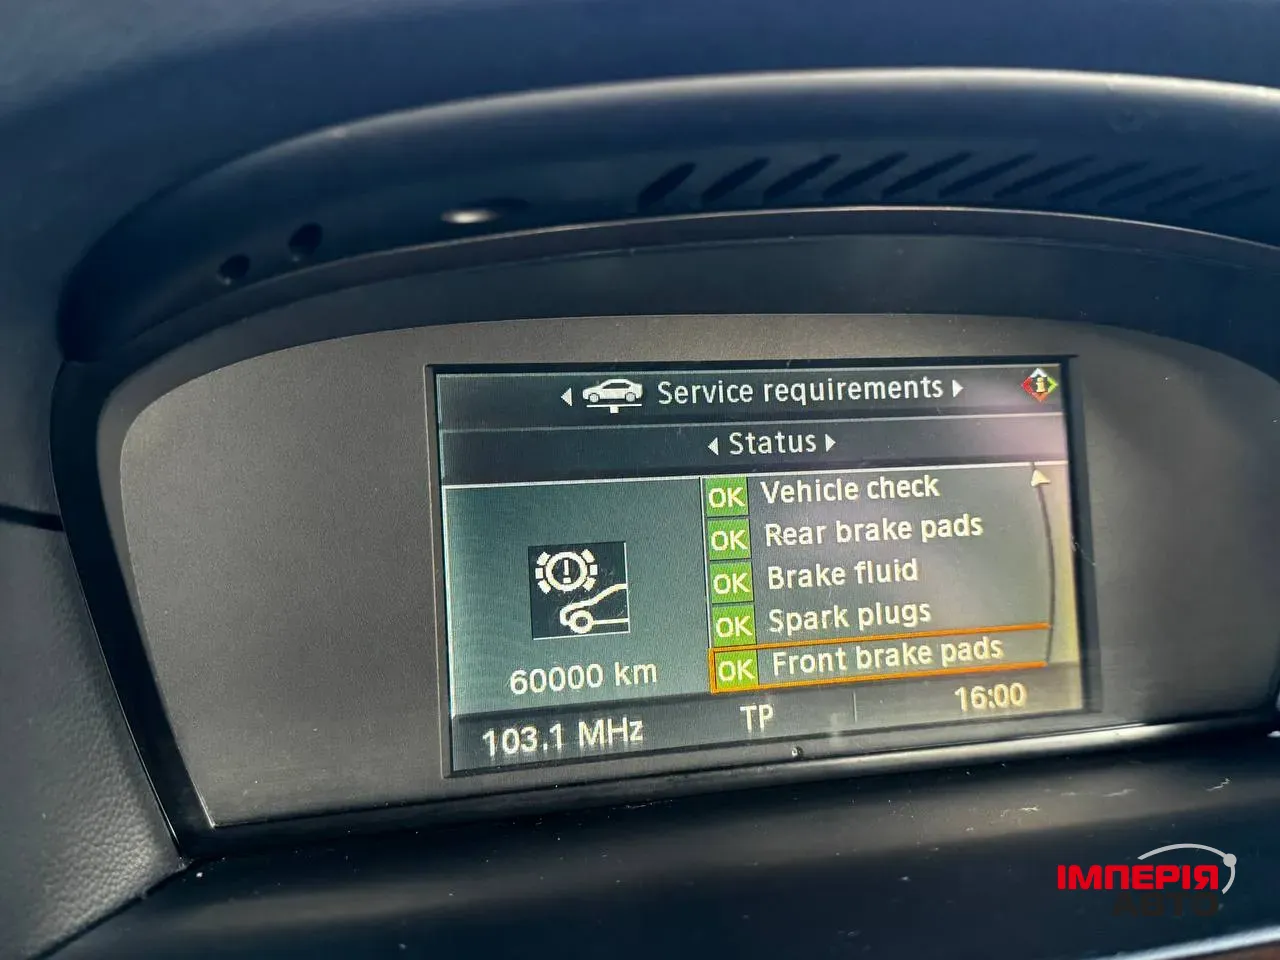 Service requirements
Status
OK Vehicle check
OK Rear brake pads
OK Brake fluid
OK Spark plugs
OK Front brake pads
60000 km
103.1 MHz TP 16:00
ІМПЕРІЯ
АUTO